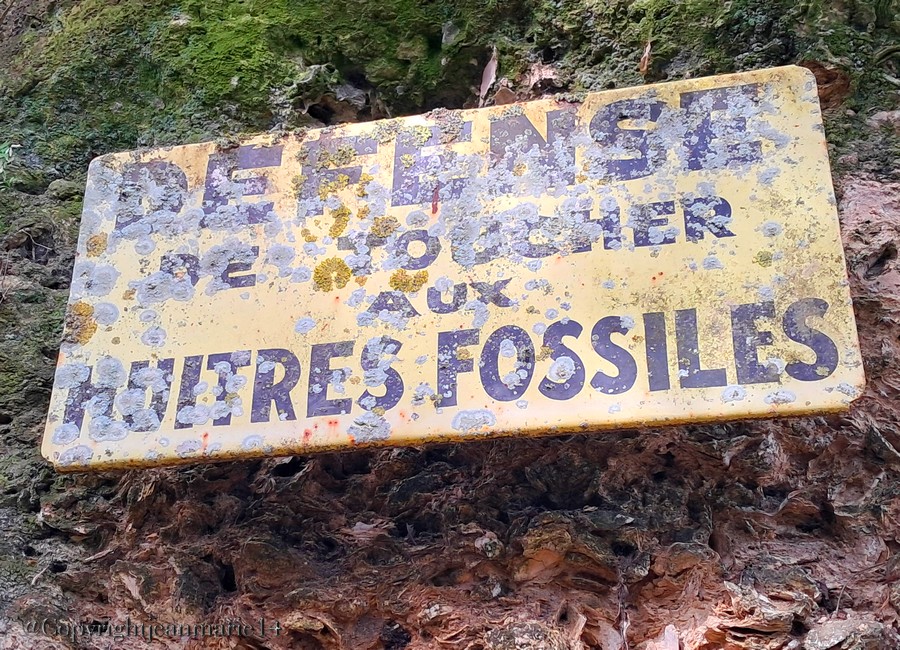 DEFENSE
DE TOUCHER
AUX
HUITRES FOSSILES
@Copyrightjeanmarie14